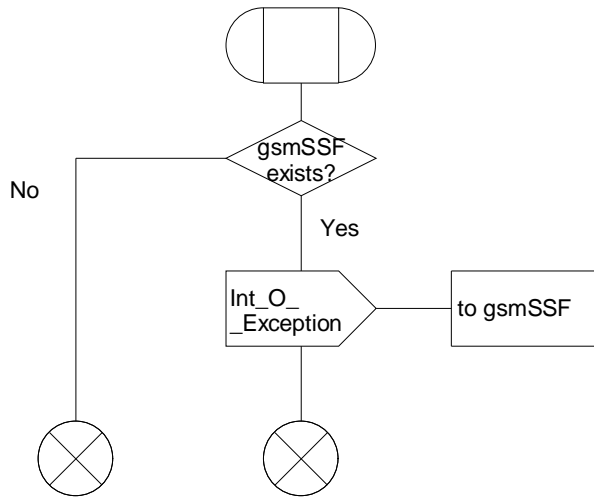 gsmSSF
exists?
No
Yes
Int_O_
_Exception
to gsmSSF